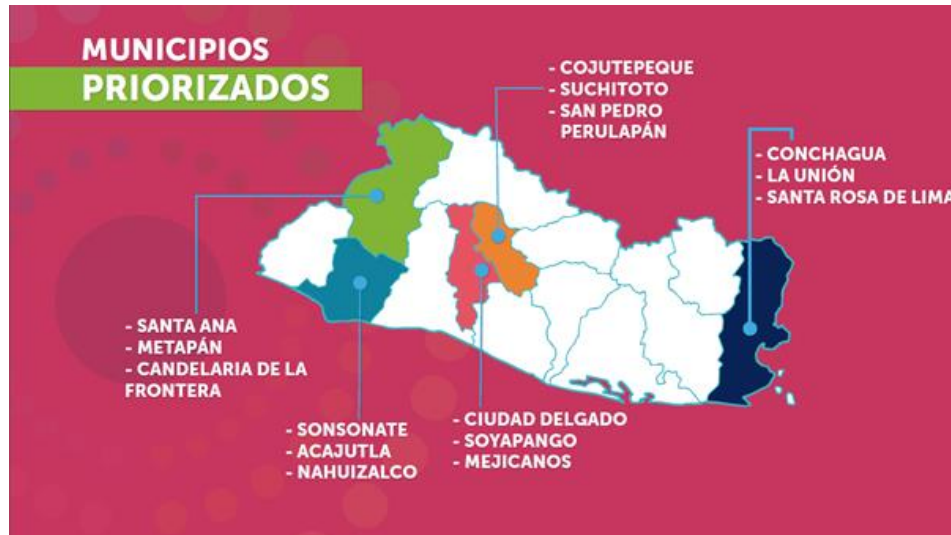 MUNICIPIOS
PRIORIZADOS
- COJUTEPEQUE
- SUCHITOTO
- SAN PEDRO
PERULAPÁN
- CONCHAGUA
- LA UNIÓN
- SANTA ROSA DE LIMA
- SANTA ANA
- METAPÁN
- CANDELARIA DE LA
FRONTERA
- SONSONATE
- ACAJUTLA
- NAHUIZALCO
- CIUDAD DELGADO
- SOYAPANGO
- MEJICANOS